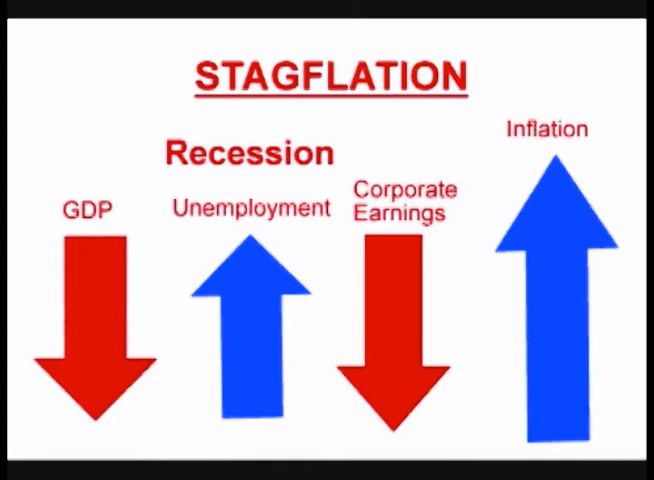 STAGFLATION
Inflation
Recession
GDP
Unemployment
Corporate
Earnings